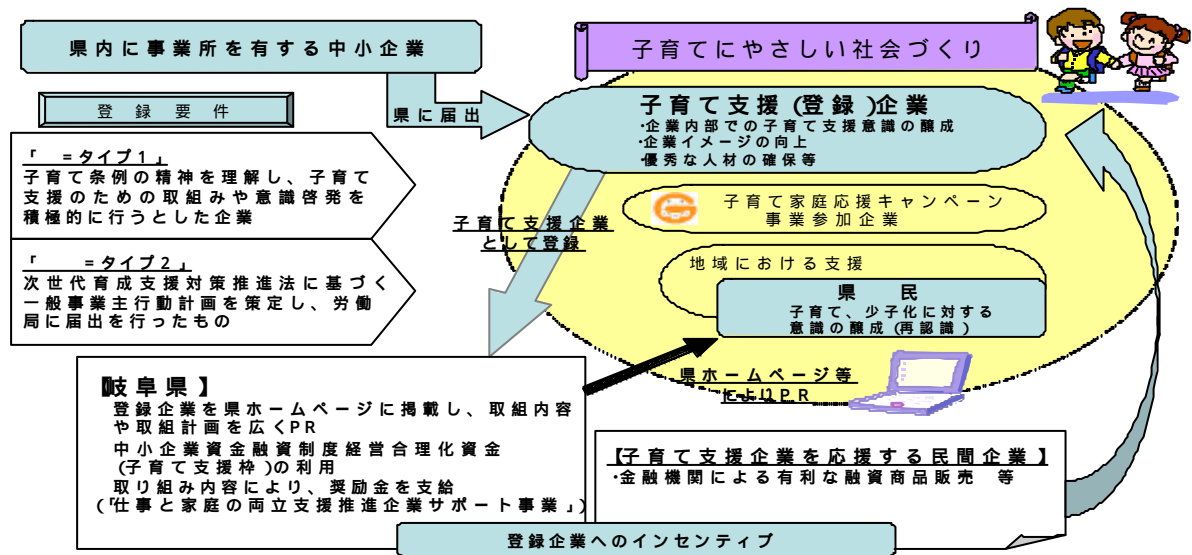 県内に事業所を有する中小企業
子育てにやさしい社会づくり
登録要件
県に届出
子育て支援(登録)企業
・企業内部での子育て支援意識の醸成
・企業イメージの向上
・優秀な人材の確保等
「　=タイプ1」
子育て条例の精神を理解し、子育て
支援のための取組みや意識啓発を
積極的に行うとした企業
「　=タイプ2」
次世代育成支援対策推進法に基づく
一般事業主行動計画を策定し、労働
局に届出を行ったもの
子育て支援企業
として登録
子育て家庭応援キャンペーン
事業参加企業
地域における支援
県民
子育て、少子化に対する
意識の醸成(再認識)
県ホームページ等
によりPR
【岐阜県】
登録企業を県ホームページに掲載し、取組内容
や取組計画を広くPR
中小企業資金融資制度経営合理化資金
(子育て支援枠)の利用
取り組み内容により、奨励金を支給
(「仕事と家庭の両立支援推進企業サポート事業」)
【子育て支援企業を応援する民間企業】
・金融機関による有利な融資商品販売　等
登録企業へのインセンティブ